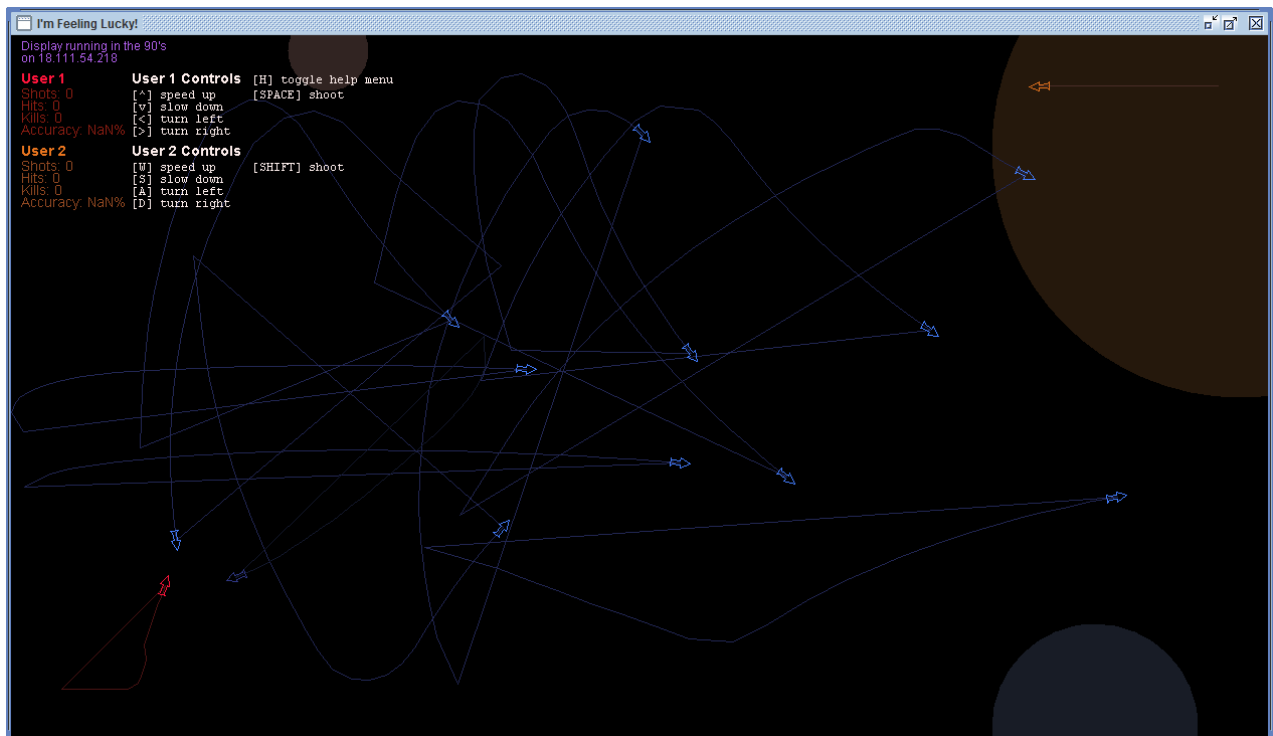 I'm Feeling Lucky!
Display running in the 90's
on 18.111.54.218
User 1 User 1 Controls [H] toggle help menu
Shots: 0 [^] speed up [SPACE] shoot
Hits: 0 [v] slow down
Kills: 0 [<] turn left
Accuracy: NaN% [>] turn right
User 2 User 2 Controls
Shots: 0 [W] speed up [SHIFT] shoot
Hits: 0 [S] slow down
Kills: 0 [A] turn left
Accuracy: NaN% [D] turn right